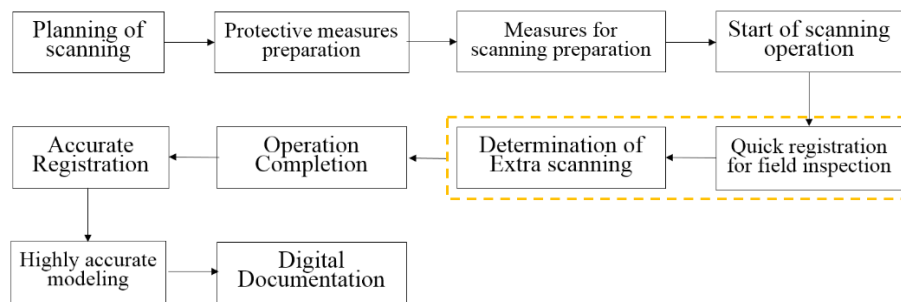 Planning of
scanning
Protective measures
preparation
Measures for
scanning preparation
Start of scanning
operation
Quick registration
for field inspection
Determination of
Extra scanning
Operation
Completion
Accurate
Registration
Highly accurate
modeling
Digital
Documentation